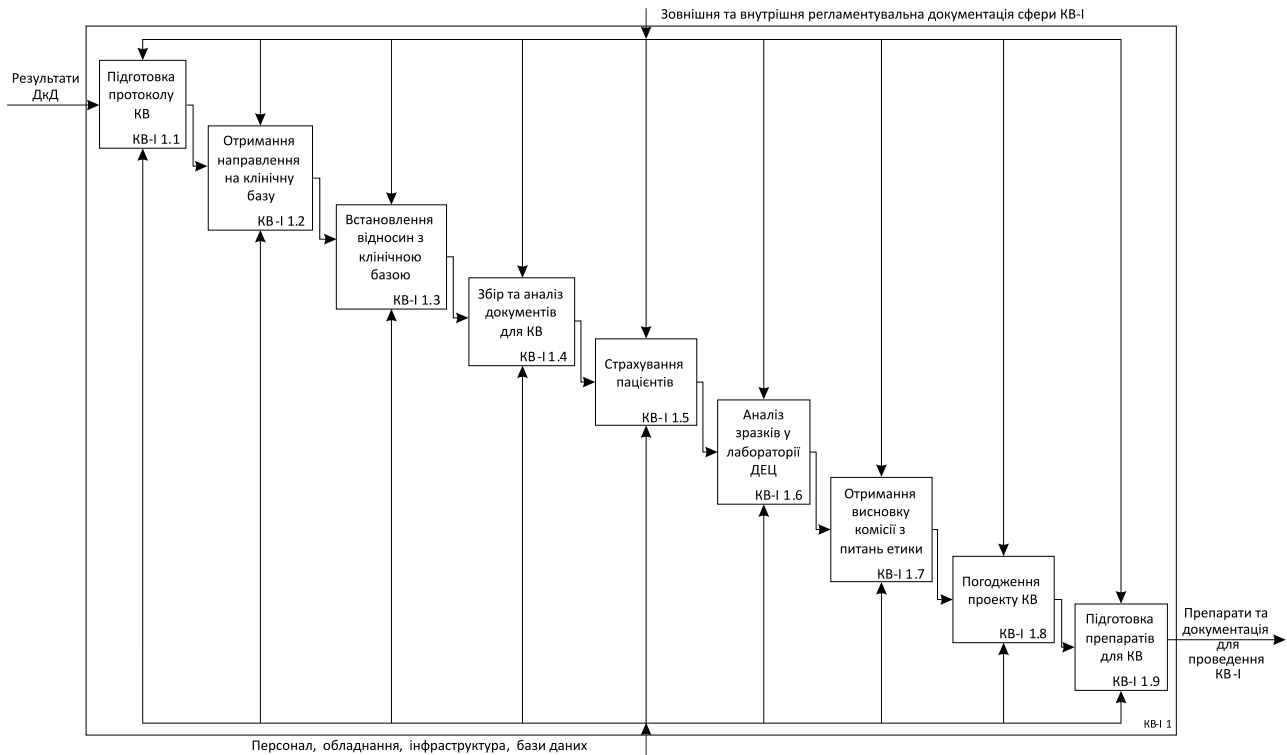 Зовнішня та внутрішня регламентувальна документація сфери КВ-І
Результати
ДкД
Підготовка
протоколу
КВ
КВ-І 1.1
Отримання
направлення
на клінічну
базу
КВ-І 1.2
Встановлення
відносин з
клінічною
базою
КВ-І 1.3
Збір та аналіз
документів
для КВ
КВ-І 1.4
Страхування
пацієнтів
КВ-І 1.5
Аналіз
зразків у
лабораторії
ДЕЦ
КВ-І 1.6
Отримання
висновку
комісії з
питань етики
КВ-І 1.7
Погодження
проекту КВ
КВ-І 1.8
Підготовка
препаратів
для КВ
КВ-І 1.9
Препарати та
документація
для
проведення
КВ-І
КВ-І 1
Персонал, обладнання, інфраструктура, бази даних